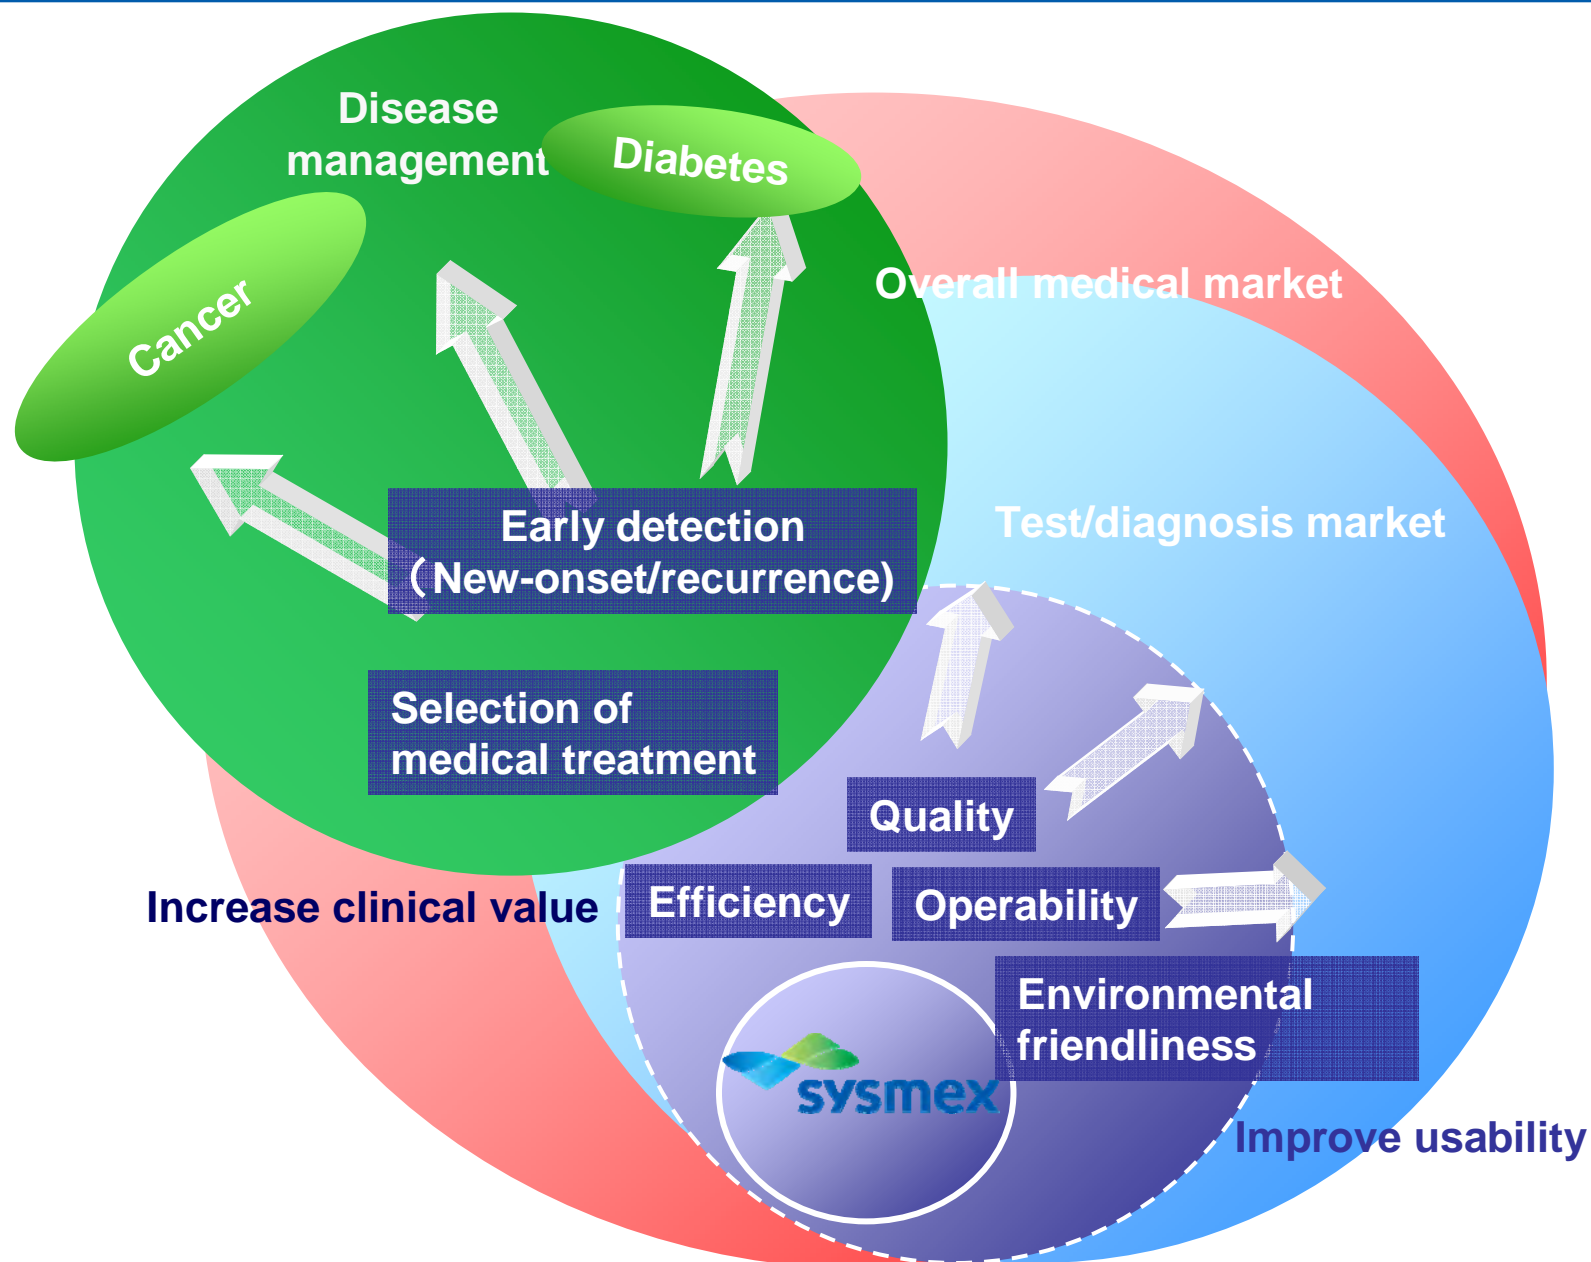 Disease
management
Diabetes
Cancer
Overall medical market
Test/diagnosis market
Early detection
（New-onset/recurrence)
Selection of
medical treatment
Quality
Efficiency
Operability
Increase clinical value
Environmental
friendliness
sysmex
Improve usability